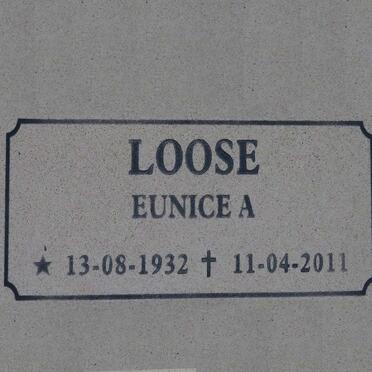 LOOSE
EUNICE A
★ 13-08-1932 ✝ 11-04-2011